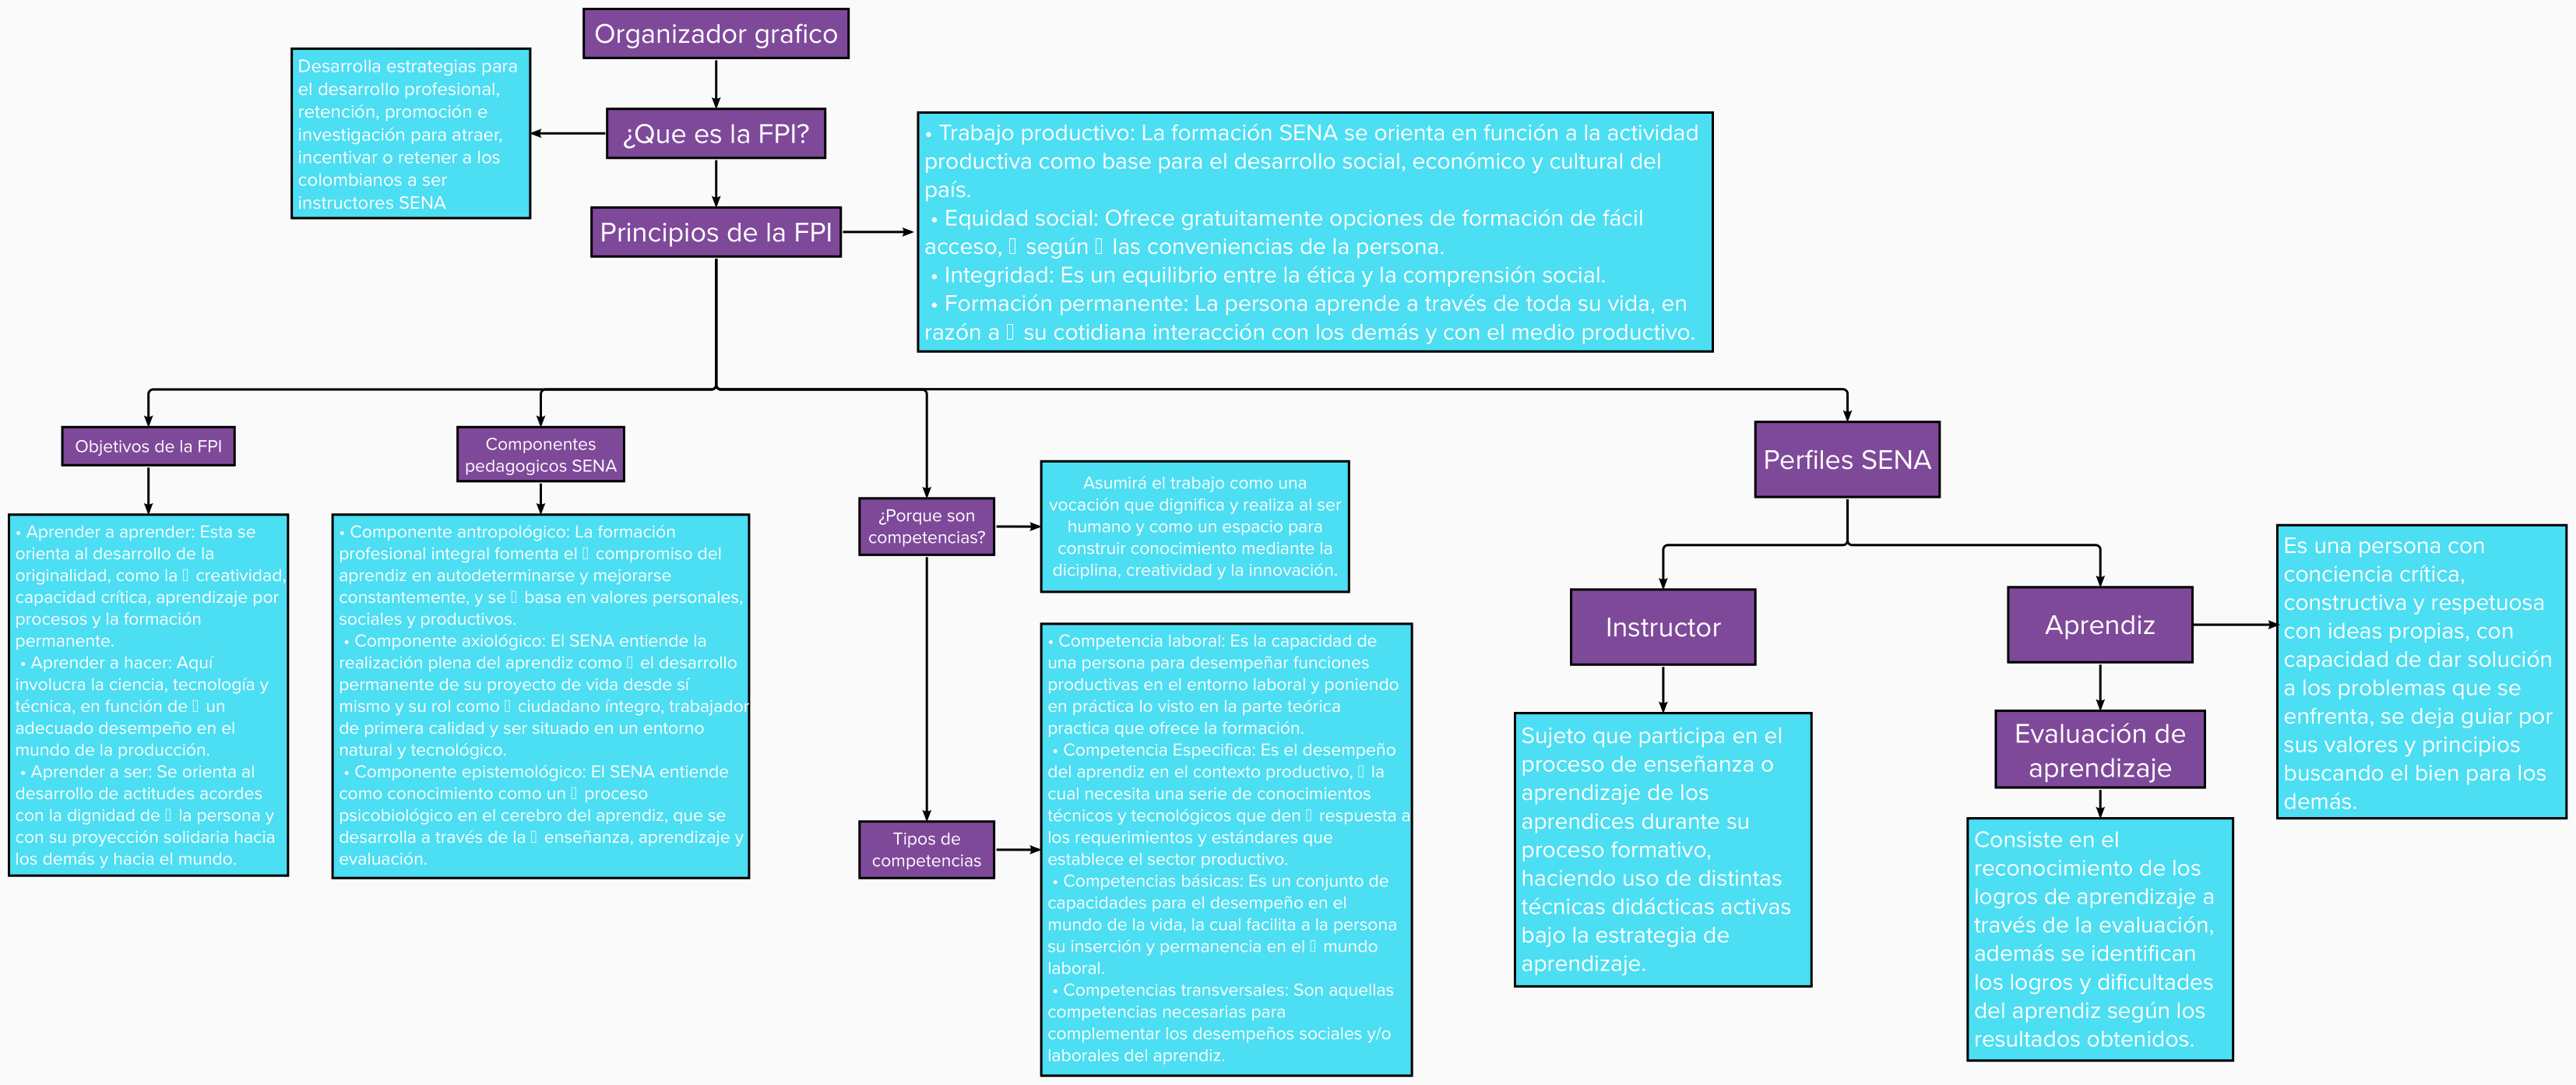 Organizador grafico
Desarrolla estrategias para
el desarrollo profesional,
retención, promoción e
investigación para atraer,
incentivar o retener a los
colombianos a ser
instructores SENA
¿Que es la FPI?
Principios de la FPI
• Trabajo productivo: La formación SENA se orienta en función a la actividad
productiva como base para el desarrollo social, económico y cultural del
país.
• Equidad social: Ofrece gratuitamente opciones de formación de fácil
acceso, según las conveniencias de la persona.
• Integridad: Es un equilibrio entre la ética y la comprensión social.
• Formación permanente: La persona aprende a través de toda su vida, en
razón a su cotidiana interacción con los demás y con el medio productivo.
Objetivos de la FPI
• Aprender a aprender: Esta se
orienta al desarrollo de la
originalidad, como la creatividad,
capacidad crítica, aprendizaje por
procesos y la formación
permanente.
• Aprender a hacer: Aquí
involucra la ciencia, tecnología y
técnica, en función de un
adecuado desempeño en el
mundo de la producción.
• Aprender a ser: Se orienta al
desarrollo de actitudes acordes
con la dignidad de la persona y
con su proyección solidaria hacia
los demás y hacia el mundo.
Componentes
pedagogicos SENA
• Componente antropológico: La formación
profesional integral fomenta el compromiso del
aprendiz en autodeterminarse y mejorarse
constantemente, y se basa en valores personales,
sociales y productivos.
• Componente axiológico: El SENA entiende la
realización plena del aprendiz como el desarrollo
permanente de su proyecto de vida desde sí
mismo y su rol como ciudadano íntegro, trabajador
de primera calidad y ser situado en un entorno
natural y tecnológico.
• Componente epistemológico: El SENA entiende
como conocimiento como un proceso
psicobiológico en el cerebro del aprendiz, que se
desarrolla a través de la enseñanza, aprendizaje y
evaluación.
¿Porque son
competencias?
Asumirá el trabajo como una
vocación que dignifica y realiza al ser
humano y como un espacio para
construir conocimiento mediante la
diciplina, creatividad y la innovación.
Tipos de
competencias
• Competencia laboral: Es la capacidad de
una persona para desempeñar funciones
productivas en el entorno laboral y poniendo
en práctica lo visto en la parte teórica
practica que ofrece la formación.
• Competencia Especifica: Es el desempeño
del aprendiz en el contexto productivo, la
cual necesita una serie de conocimientos
técnicos y tecnológicos que den respuesta a
los requerimientos y estándares que
establece el sector productivo.
• Competencias básicas: Es un conjunto de
capacidades para el desempeño en el
mundo de la vida, la cual facilita a la persona
su inserción y permanencia en el mundo
laboral.
• Competencias transversales: Son aquellas
competencias necesarias para
complementar los desempeños sociales y/o
laborales del aprendiz.
Perfiles SENA
Instructor
Sujeto que participa en el
proceso de enseñanza o
aprendizaje de los
aprendices durante su
proceso formativo,
haciendo uso de distintas
técnicas didácticas activas
bajo la estrategia de
aprendizaje.
Aprendiz
Es una persona con
conciencia crítica,
constructiva y respetuosa
con ideas propias, con
capacidad de dar solución
a los problemas que se
enfrenta, se deja guiar por
sus valores y principios
buscando el bien para los
demás.
Evaluación de
aprendizaje
Consiste en el
reconocimiento de los
logros de aprendizaje a
través de la evaluación,
además se identifican
los logros y dificultades
del aprendiz según los
resultados obtenidos.